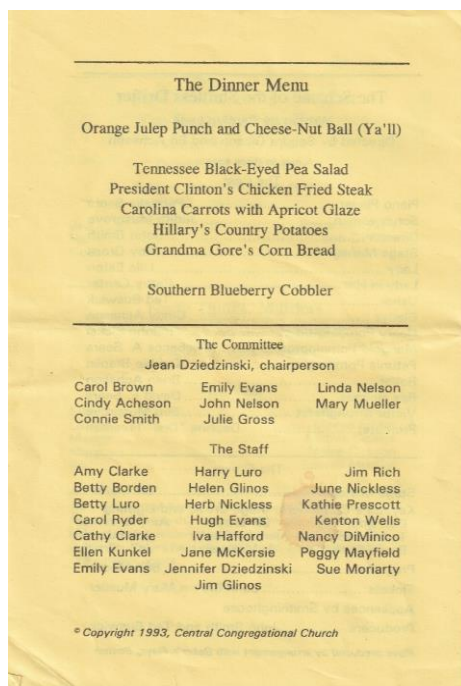 The Dinner Menu
Orange Julep Punch and Cheese-Nut Ball (Ya'll)
Tennessee Black-Eyed Pea Salad
President Clinton's Chicken Fried Steak
Carolina Carrots with Apricot Glaze
Hillary's Country Potatoes
Grandma Gore's Corn Bread
Southern Blueberry Cobbler
The Committee
Jean Dziedzinski, chairperson
Carol Brown Emily Evans Linda Nelson
Cindy Acheson John Nelson Mary Mueller
Connie Smith Julie Gross
The Staff
Amy Clarke Harry Luro Jim Rich
Betty Borden Helen Glinos June Nickless
Betty Luro Herb Nickless Kathie Prescott
Carol Ryder Hugh Evans Kenton Wells
Cathy Clarke Iva Hafford Nancy DiMinico
Ellen Kunkel Jane McKersie Peggy Mayfield
Emily Evans Jennifer Dziedzinski Sue Moriarty
Jim Glinos
© Copyright 1993, Central Congregational Church